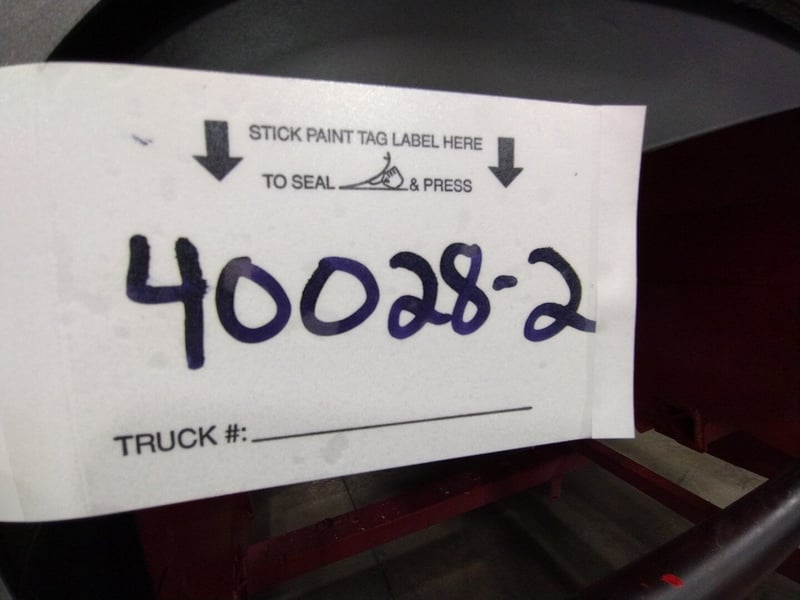 STICK PAINT TAG LABEL HERE
TO SEAL & PRESS
40028-2
TRUCK #: